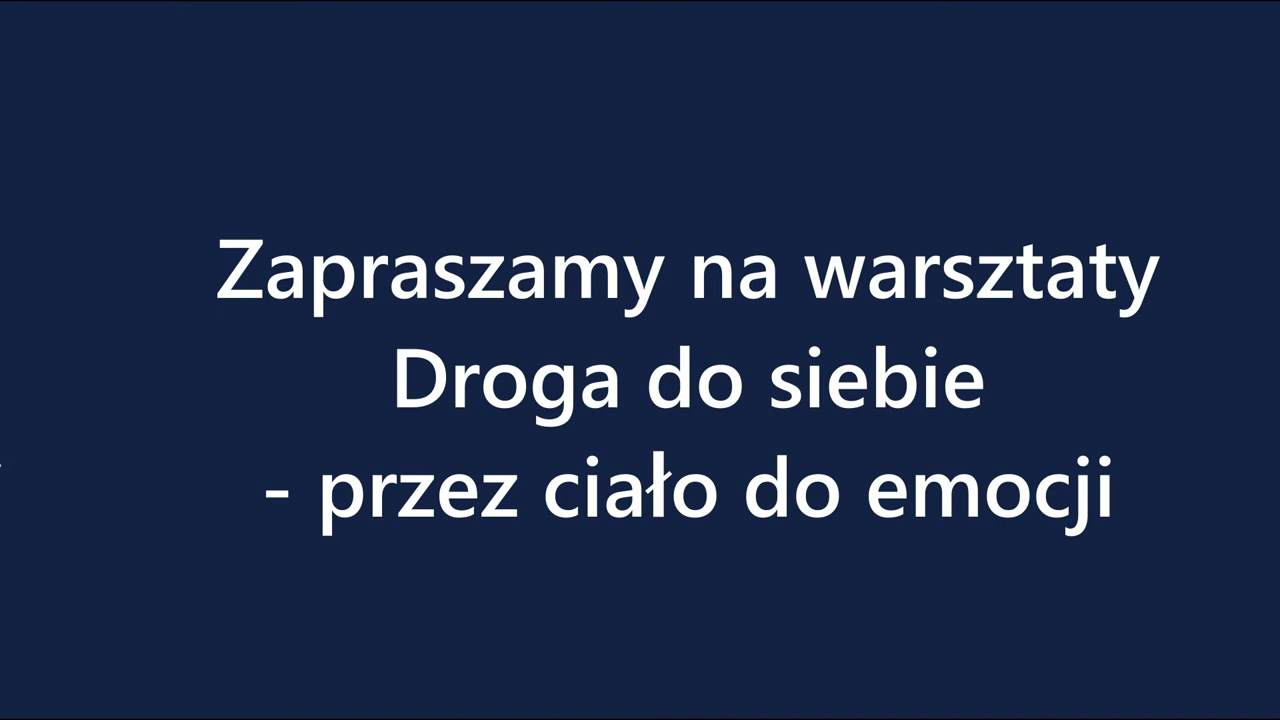 Zapraszamy na warsztaty
Droga do siebie
- przez ciało do emocji